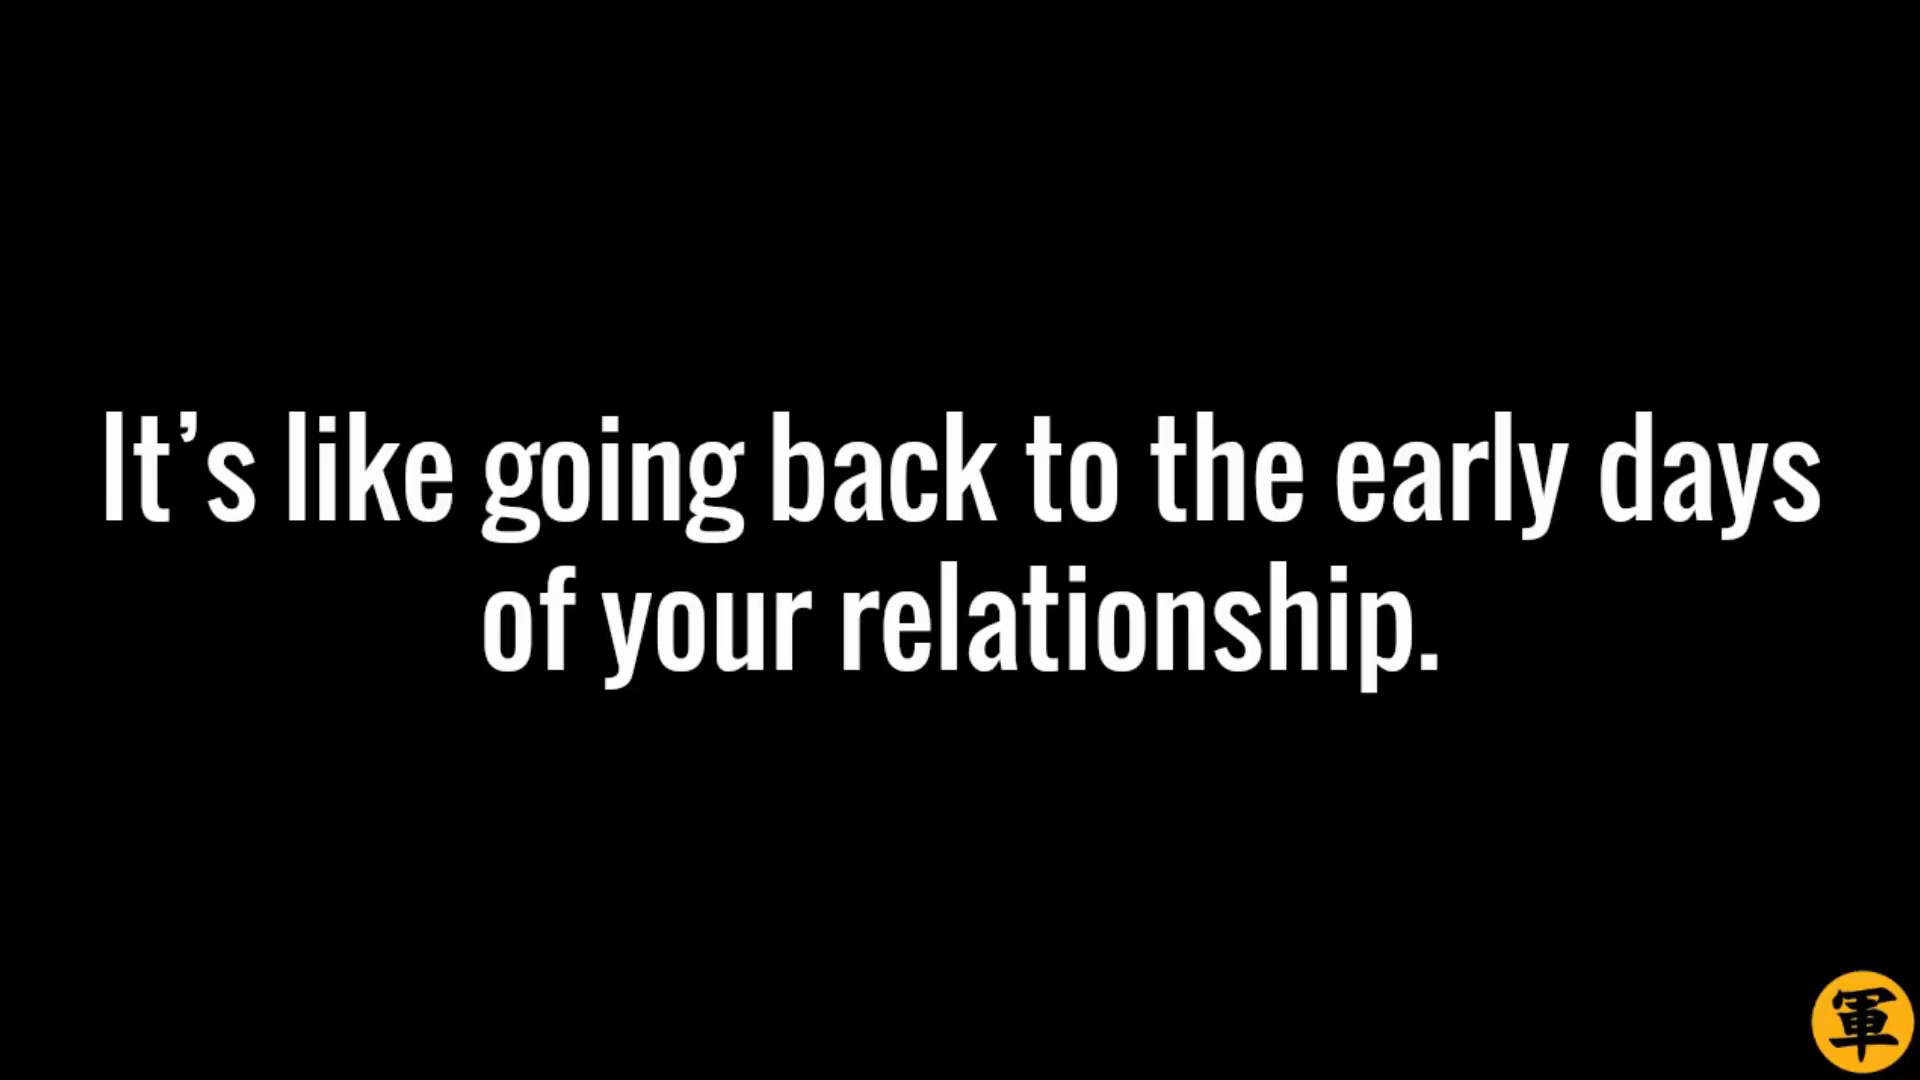 It’s like going back to the early days
of your relationship.
軍